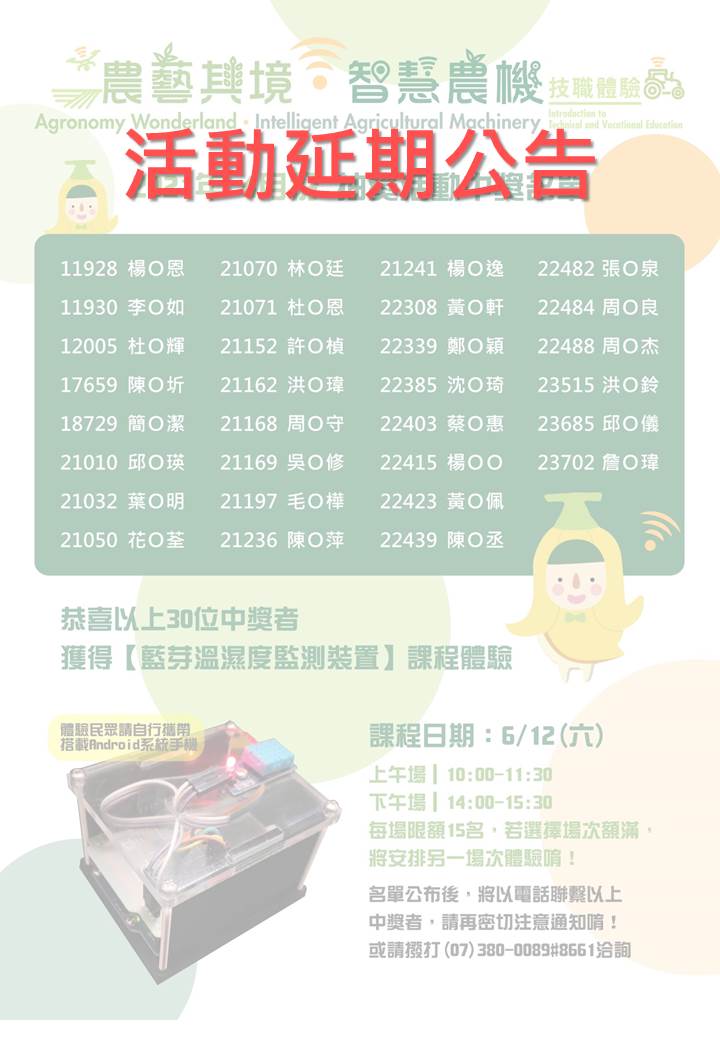 農藝其境・智慧農機 技職體驗
Agronomy Wonderland · Intelligent Agricultural Machinery
Introduction to
Technical and Vocational Education
活動延期公告
11928 楊O恩 21070 林O廷 21241 楊O逸 22482 張O泉
11930 李O如 21071 杜O恩 22308 黃O軒 22484 周O良
12005 杜O輝 21152 許O楨 22339 鄭O穎 22488 周O杰
17659 陳O圻 21162 洪O瑋 22385 沈O琦 23515 洪O鈴
18729 簡O潔 21168 周O守 22403 蔡O惠 23685 邱O儀
21010 邱O瑛 21169 吳O修 22415 楊OO 23702 詹O瑋
21032 葉O明 21197 毛O樺 22423 黃O佩
21050 花O荃 21236 陳O萍 22439 陳O丞
恭喜以上30位中獎者
獲得【藍芽溫濕度監測裝置】課程體驗
體驗民眾請自行攜帶
搭載Android系統手機
課程日期：6/12(六)
上午場| 10:00-11:30
下午場| 14:00-15:30
每場限額15名，若選擇場次額滿，
將安排另一場次體驗唷！
名單公布後，將以電話聯繫以上
中獎者，請再密切注意通知唷！
或請撥打(07)380-0089#8661洽詢